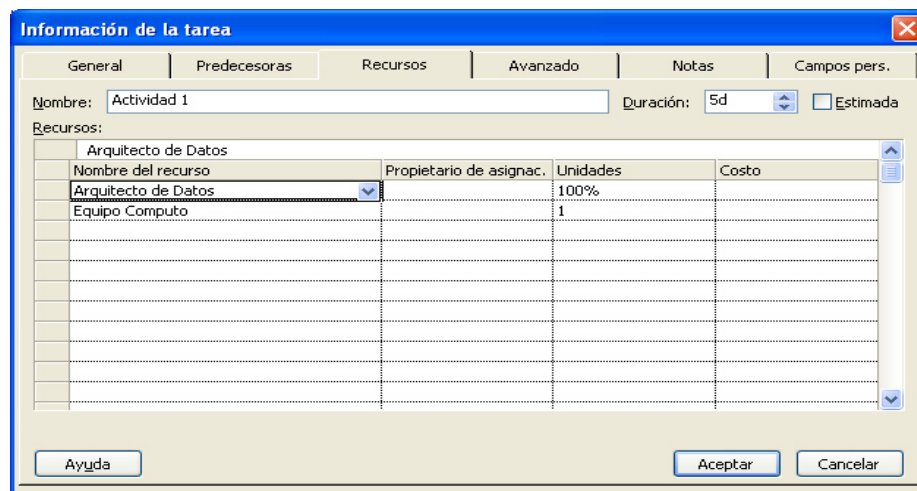 Información de la tarea
General Predecesoras Recursos Avanzado Notas Campos pers.
Nombre: Actividad 1 Duración: 5d Estimada
Recursos:
Arquitecto de Datos
Nombre del recurso Propietario de asignac. Unidades Costo
Arquitecto de Datos 100%
Equipo Computo 1
Ayuda Aceptar Cancelar